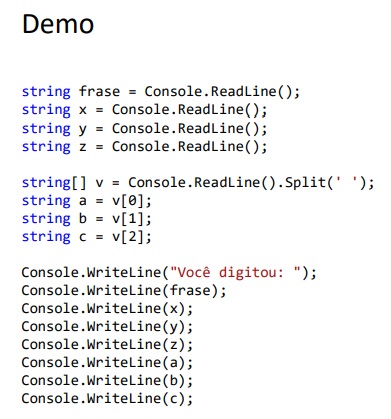 Demo
string frase = Console.ReadLine();
string x = Console.ReadLine();
string y = Console.ReadLine();
string z = Console.ReadLine();
string[] v = Console.ReadLine().Split(' ');
string a = v[0];
string b = v[1];
string c = v[2];
Console.WriteLine("Você digitou: ");
Console.WriteLine(frase);
Console.WriteLine(x);
Console.WriteLine(y);
Console.WriteLine(z);
Console.WriteLine(a);
Console.WriteLine(b);
Console.WriteLine(c);